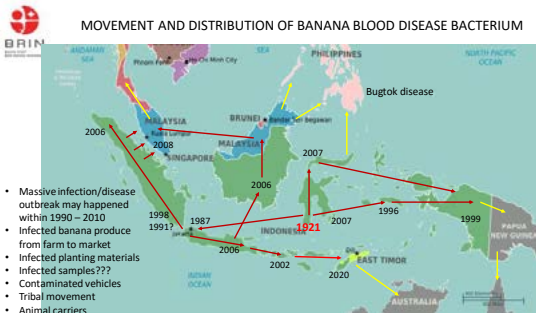 MOVEMENT AND DISTRIBUTION OF BANANA BLOOD DISEASE BACTERIUM
BRIN
ANDAMAN
SEA
Phnom Penh
Ho Chi Minh City
SEA
PHILIPPINES
NORTH PACIFIC
OCEAN
Bugtok disease
MALAYSIA
Kuala Lumpur
BRUNEI
Bandar Seri Begawan
MALAYSIA
SINGAPORE
2006
2008
2007
2006
1998
1991?
1987
Jakarta
INDONESIA
1921
2007
1996
1999
PAPUA
NEW GUINEA
2006
2002
2020
Dili
EAST TIMOR
INDIAN
OCEAN
AUSTRALIA
• Massive infection/disease
outbreak may happened
within 1990 – 2010
• Infected banana produce
from farm to market
• Infected planting materials
• Infected samples???
• Contaminated vehicles
• Tribal movement
• Animal carriers